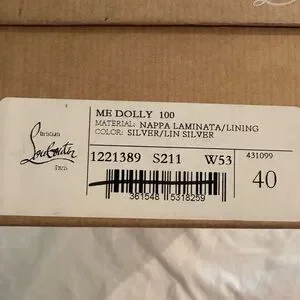 ME DOLLY 100
MATERIAL: NAPPA LAMINATA/LINING
COLOR: SILVER/LIN SILVER
Christian
Louboutin
Paris
1221389 S211 W53
431099
40
361548 5318259